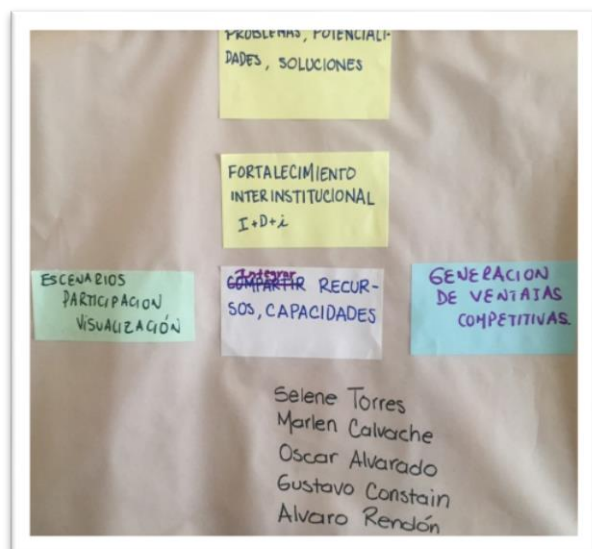 PROBLEMAS, POTENCIALI-
DADES, SOLUCIONES
FORTALECIMIENTO
INTERINSTITUCIONAL
I+D+i
ESCENARIOS
PARTICIPACION
VISUALIZACIÓN
Integrar
COMPARTIR RECUR-
SOS, CAPACIDADES
GENERACION
DE VENTAJAS
COMPETITIVAS.
Selene Torres
Marlen Calvache
Oscar Alvarado
Gustavo Constain
Alvaro Rendón